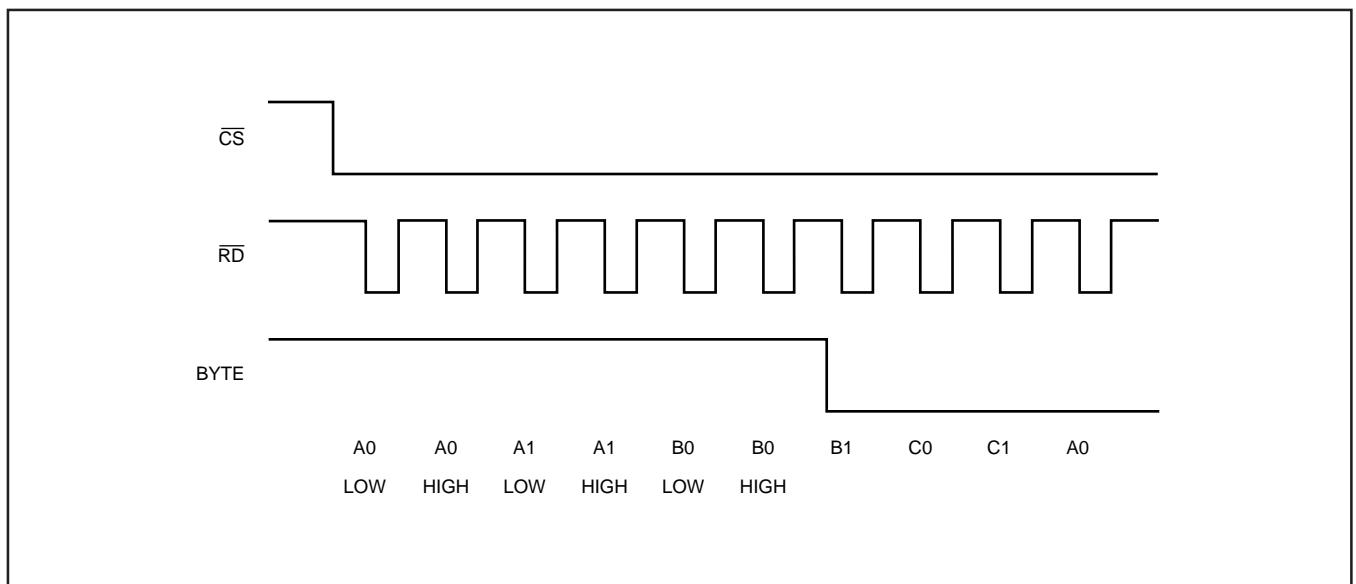 CS
RD
BYTE
A0 A0 A1 A1 B0 B0 B1 C0 C1 A0
LOW HIGH LOW HIGH LOW HIGH